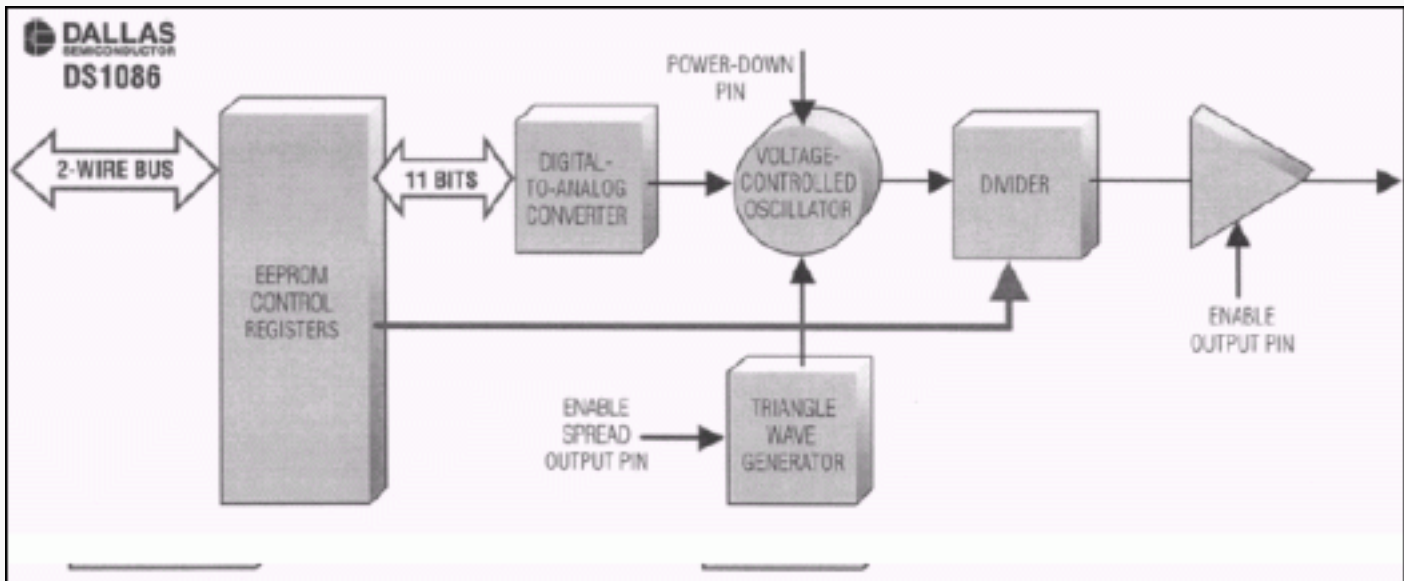 DALLAS
SEMICONDUCTOR
DS1086
POWER-DOWN
PIN
2-WIRE BUS
11 BITS
DIGITAL-
TO-ANALOG
CONVERTER
VOLTAGE-
CONTROLLED
OSCILLATOR
DIVIDER
EEPROM
CONTROL
REGISTERS
ENABLE
OUTPUT PIN
ENABLE
SPREAD
OUTPUT PIN
TRIANGLE
WAVE
GENERATOR